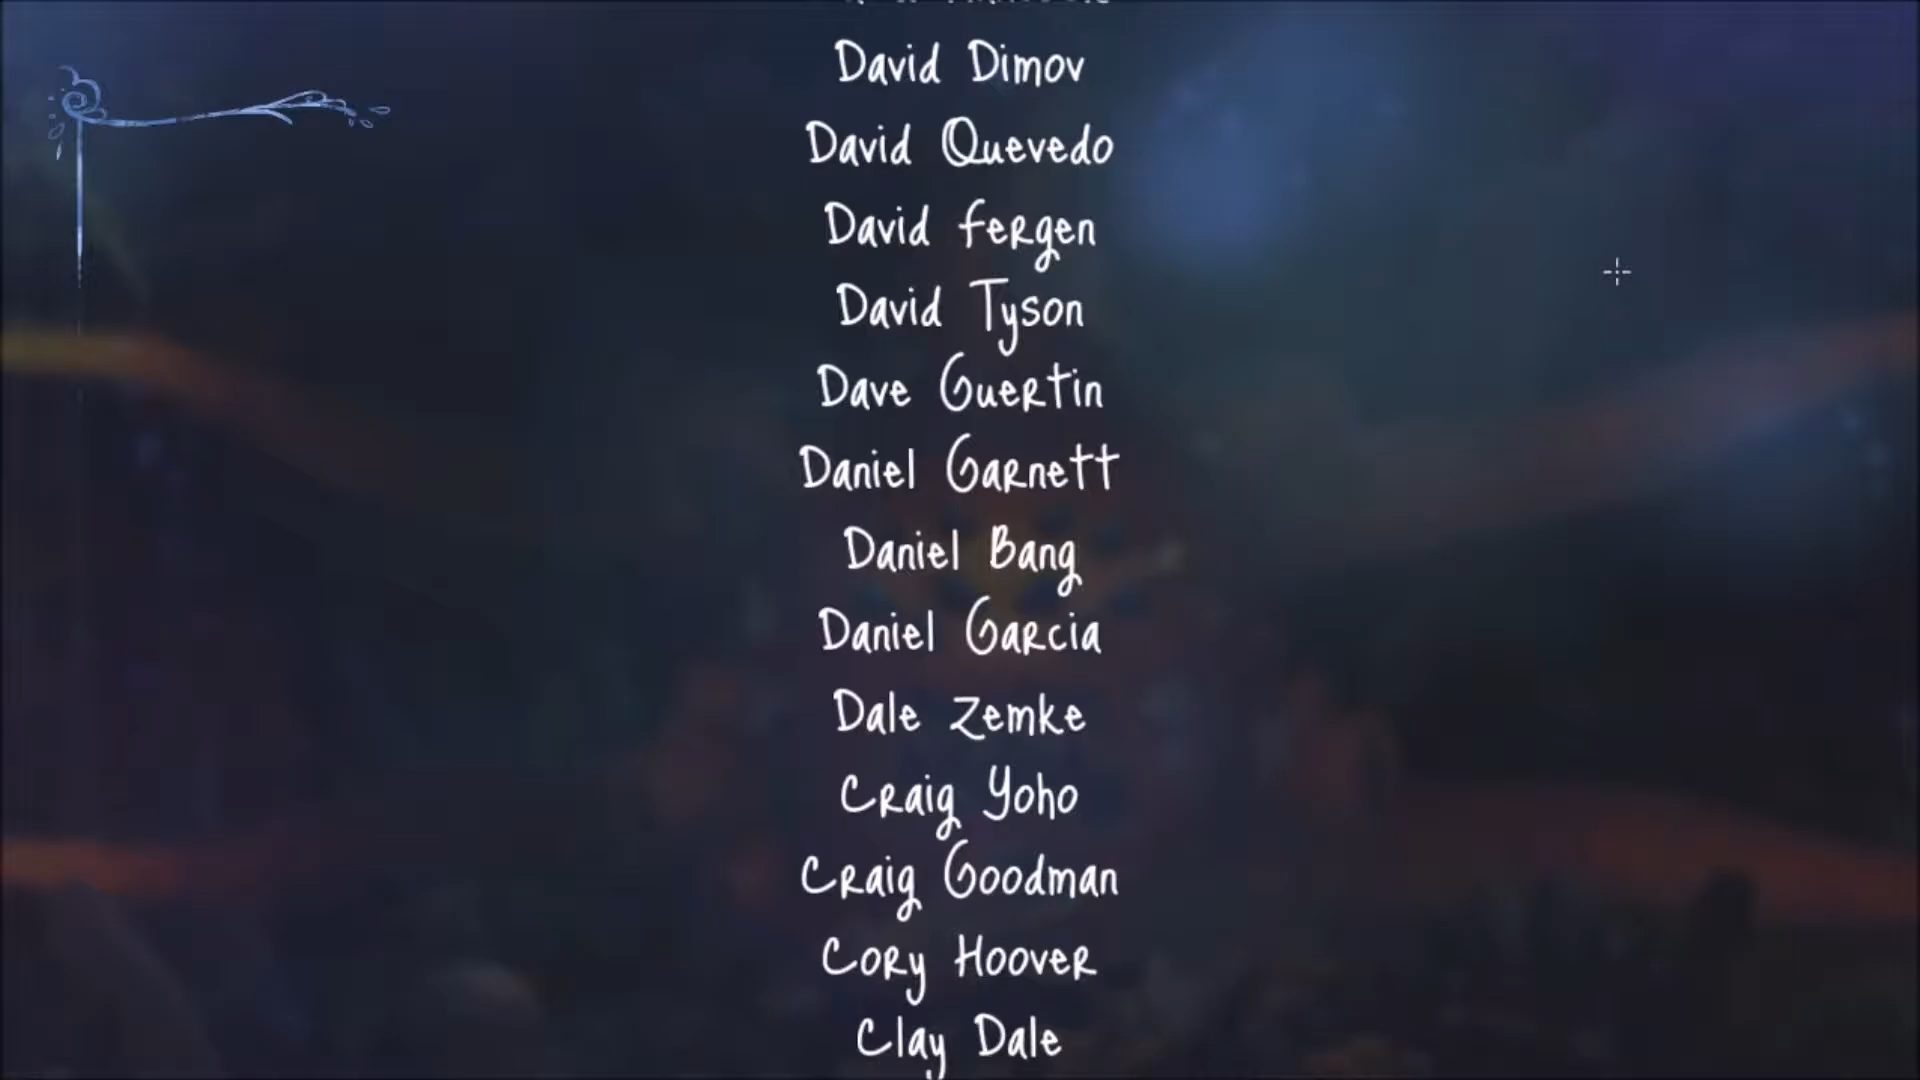 David Dimov
David Quevedo
David Fergen
David Tyson
Dave Guertin
Daniel Garnett
Daniel Bang
Daniel Garcia
Dale Zemke
Craig Yoho
Craig Goodman
Cory Hoover
Clay Dale